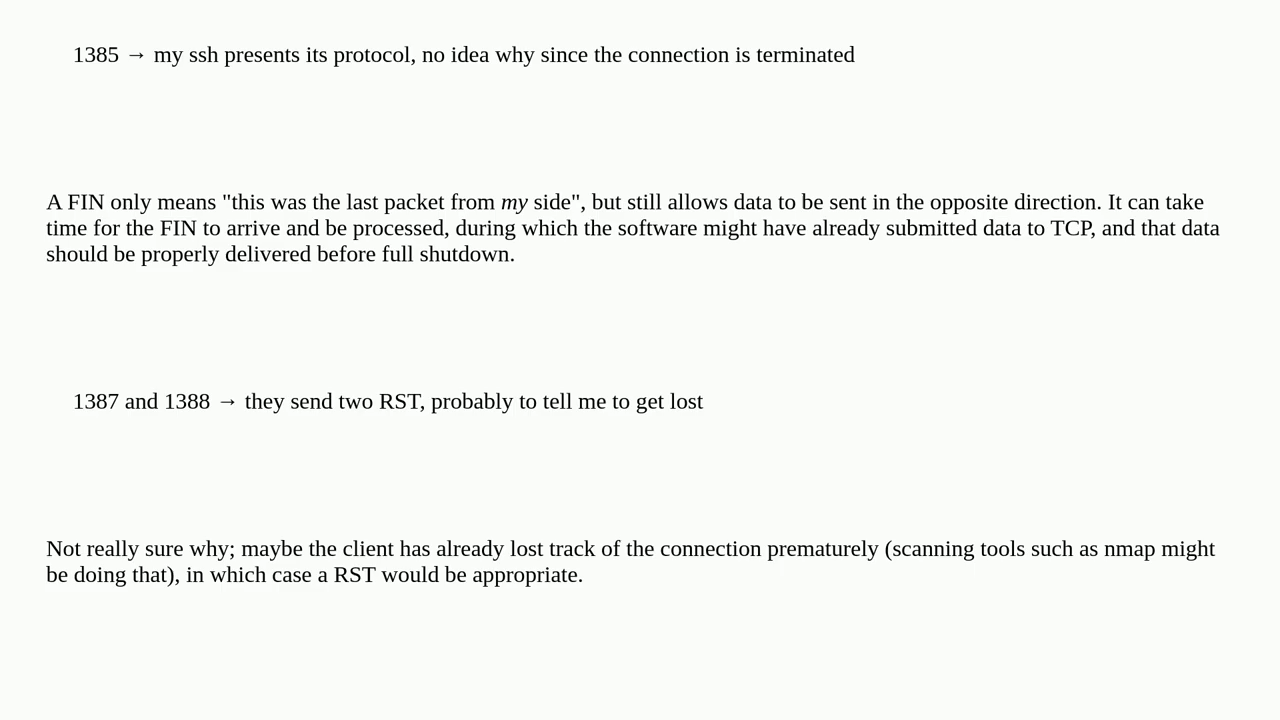 1385 → my ssh presents its protocol, no idea why since the connection is terminated
A FIN only means "this was the last packet from my side", but still allows data to be sent in the opposite direction. It can take
time for the FIN to arrive and be processed, during which the software might have already submitted data to TCP, and that data
should be properly delivered before full shutdown.
1387 and 1388 → they send two RST, probably to tell me to get lost
Not really sure why; maybe the client has already lost track of the connection prematurely (scanning tools such as nmap might
be doing that), in which case a RST would be appropriate.